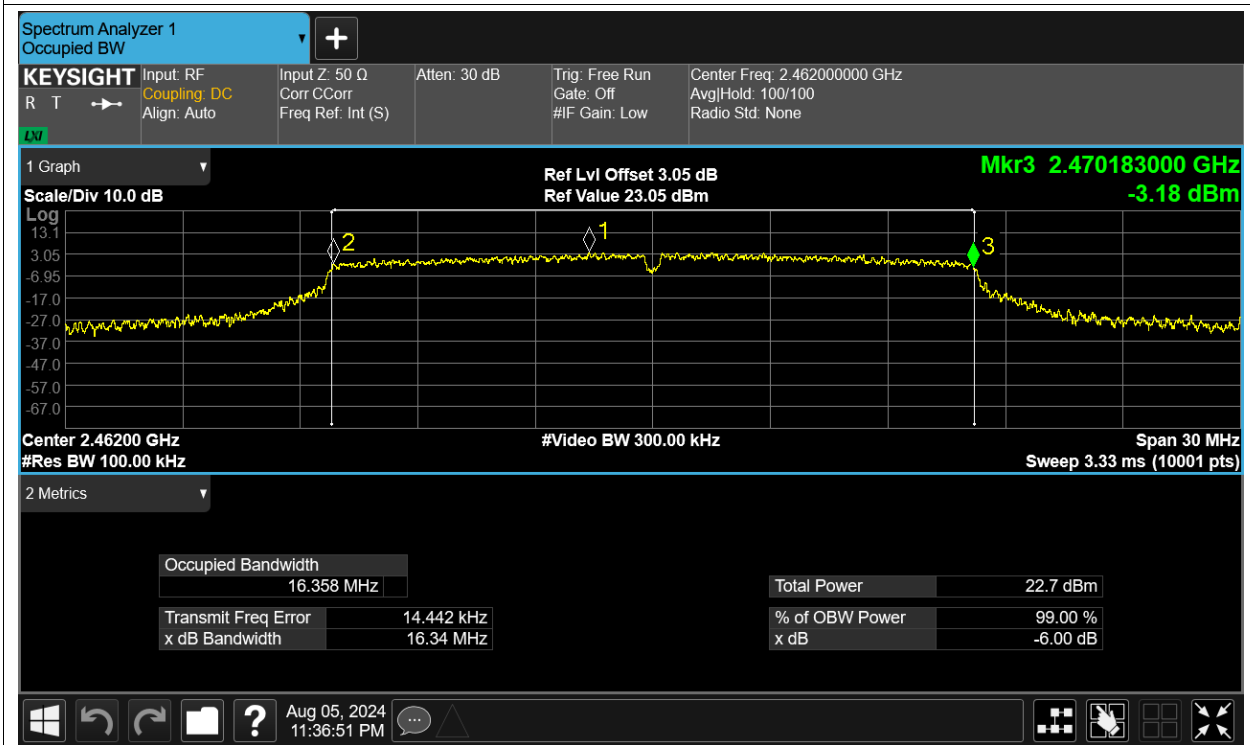 Spectrum Analyzer 1
Occupied BW
KEYSIGHT
R T
LXI
Input: RF
Coupling: DC
Align: Auto
Input Z: 50 Ω
Corr CCorr
Freq Ref: Int (S)
Atten: 30 dB
Trig: Free Run
Gate: Off
#IF Gain: Low
Center Freq: 2.462000000 GHz
Avg|Hold: 100/100
Radio Std: None
1 Graph
Scale/Div 10.0 dB
Ref Lvl Offset 3.05 dB
Ref Value 23.05 dBm
Mkr3 2.470183000 GHz
-3.18 dBm
Log
13.1
3.05
-6.95
-17.0
-27.0
-37.0
-47.0
-57.0
-67.0
2
1
3
Center 2.46200 GHz
#Res BW 100.00 kHz
#Video BW 300.00 kHz
Span 30 MHz
Sweep 3.33 ms (10001 pts)
2 Metrics
Occupied Bandwidth
16.358 MHz
Transmit Freq Error 14.442 kHz
x dB Bandwidth 16.34 MHz
Total Power 22.7 dBm
% of OBW Power 99.00 %
x dB -6.00 dB
?
Aug 05, 2024
11:36:51 PM